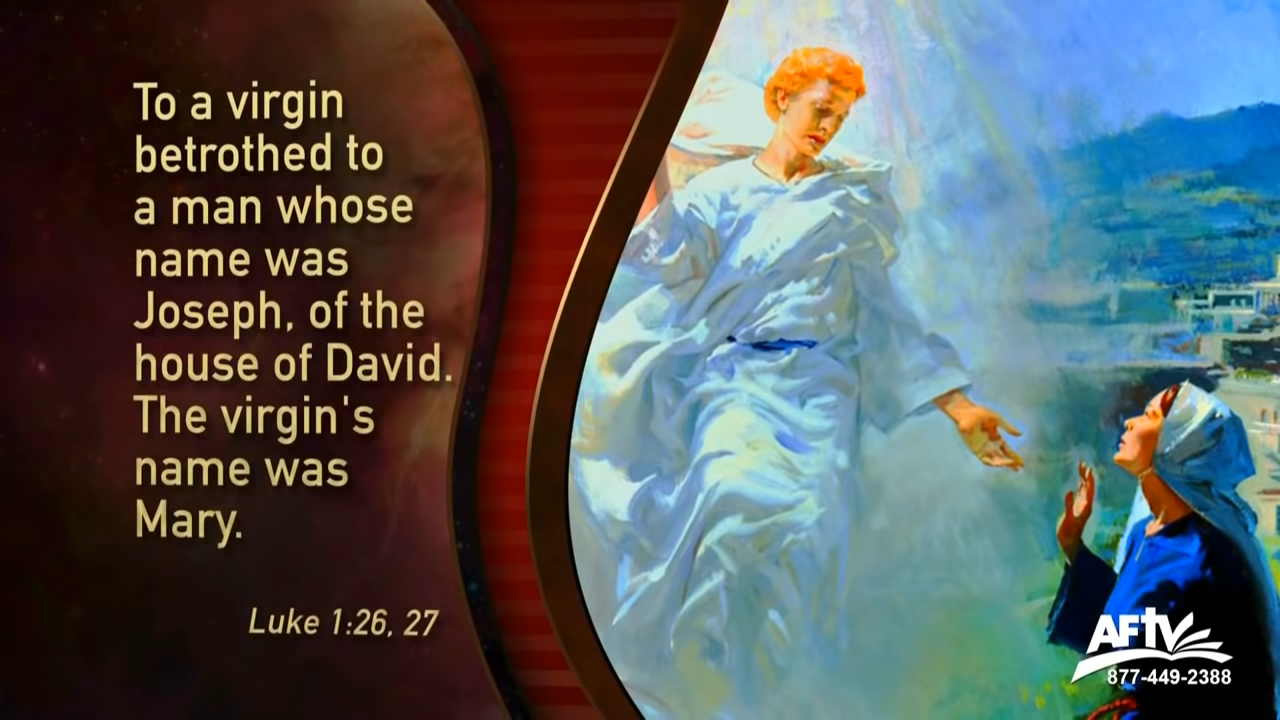 To a virgin
betrothed to
a man whose
name was
Joseph, of the
house of David.
The virgin's
name was
Mary.
Luke 1:26, 27
AFtv
877-449-2388